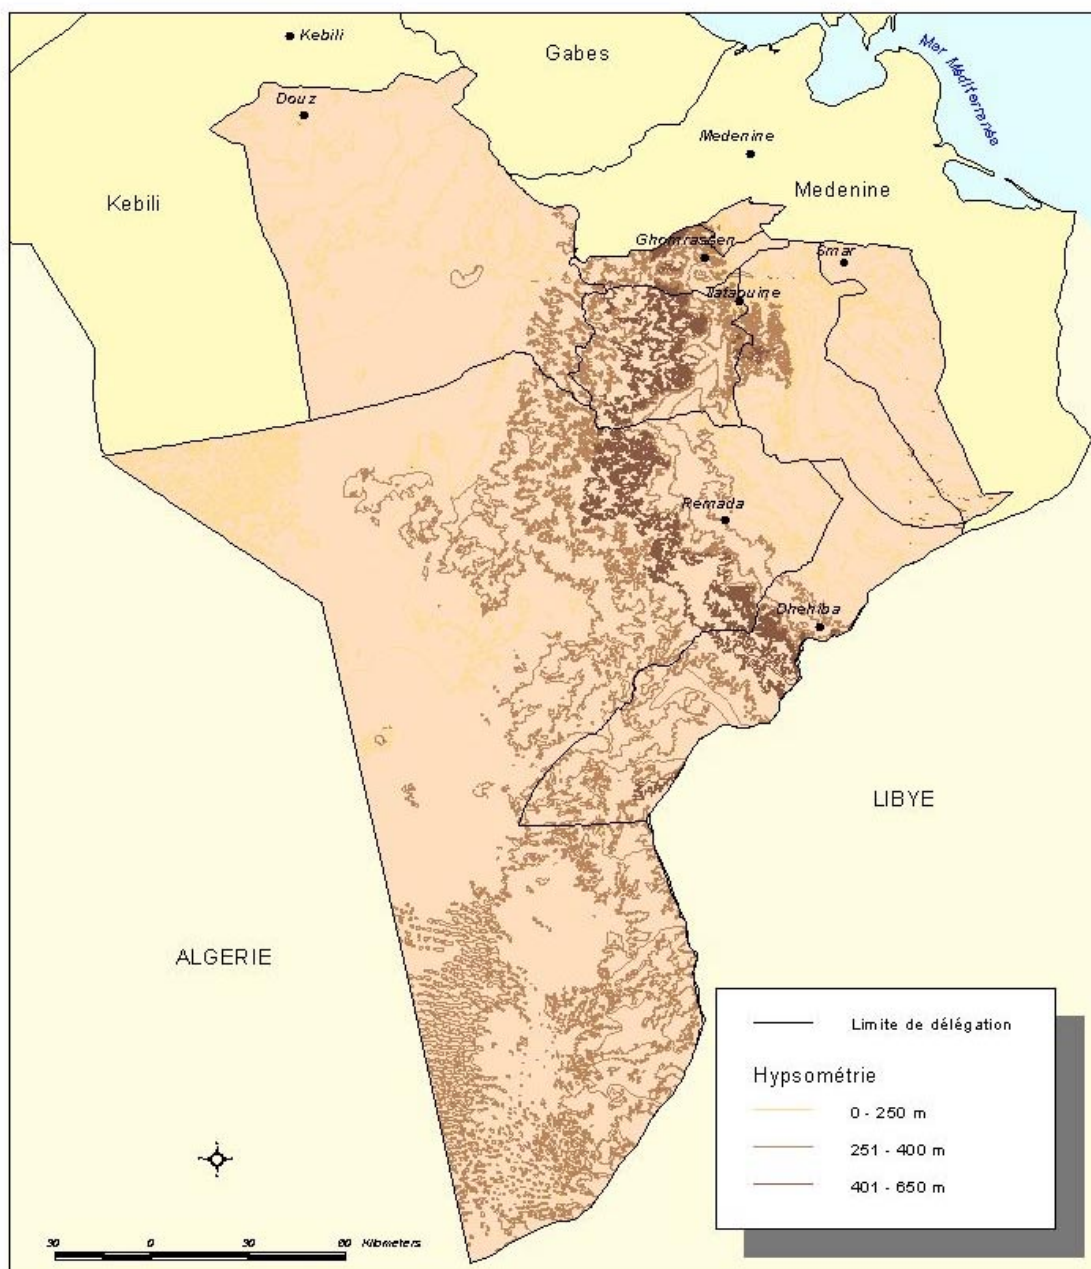 Kebili
Gabes
Mer Méditerranée
Douz
Medenine
Kebili
Medenine
Ghomrassen
Smar
Tataouine
Remada
Dhehiba
LIBYE
ALGERIE
Limite de délégation
Hypsométrie
0 - 250 m
251 - 400 m
401 - 650 m
30 0 30 60 Kilometers